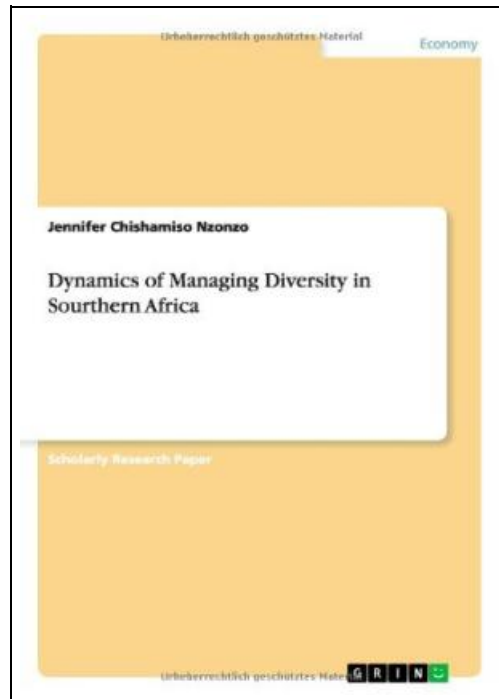 Urheberrechtlich geschütztes Material
Economy
Jennifer Chishamiso Nzonzo
Dynamics of Managing Diversity in
Sourthern Africa
Scholarly Research Paper
Urheberrechtlich geschütztes Mater
GRIN